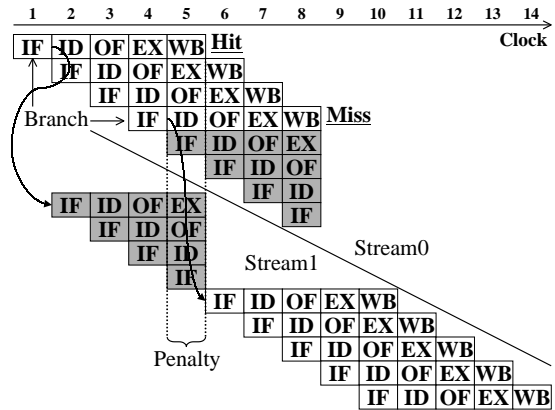 1 2 3 4 5 6 7 8 9 10 11 12 13 14
Clock
IF ID OF EX WB Hit
IF ID OF EX WB
IF ID OF EX WB
Branch IF ID OF EX WB Miss
IF ID OF EX
IF ID OF
IF ID
IF
IF ID OF EX
IF ID OF
IF ID
IF
Stream0
Stream1
IF ID OF EX WB
IF ID OF EX WB
IF ID OF EX WB
IF ID OF EX WB
IF ID OF EX WB
Penalty